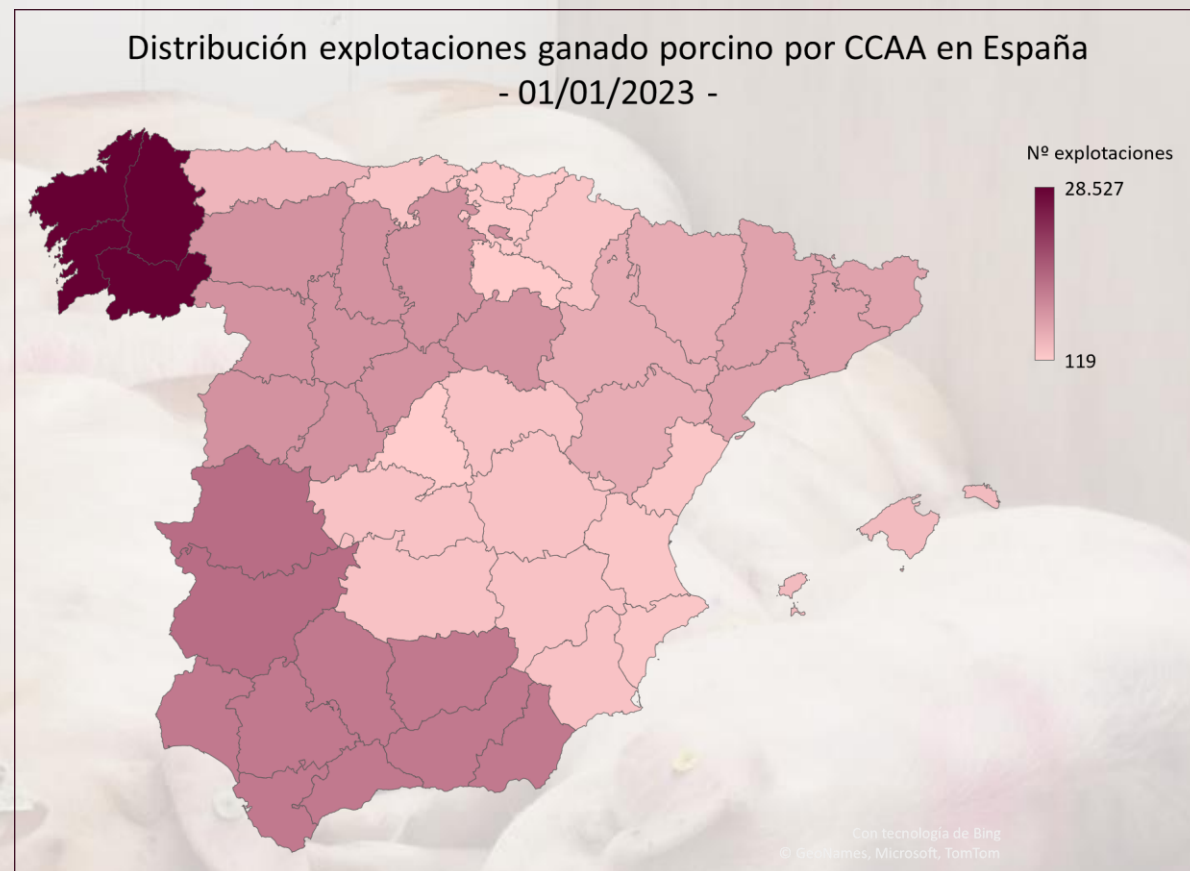 Distribución explotaciones ganado porcino por CCAA en España
- 01/01/2023 -
Nº explotaciones
28.527
119
Con tecnología de Bing
© GeoNames, Microsoft, TomTom